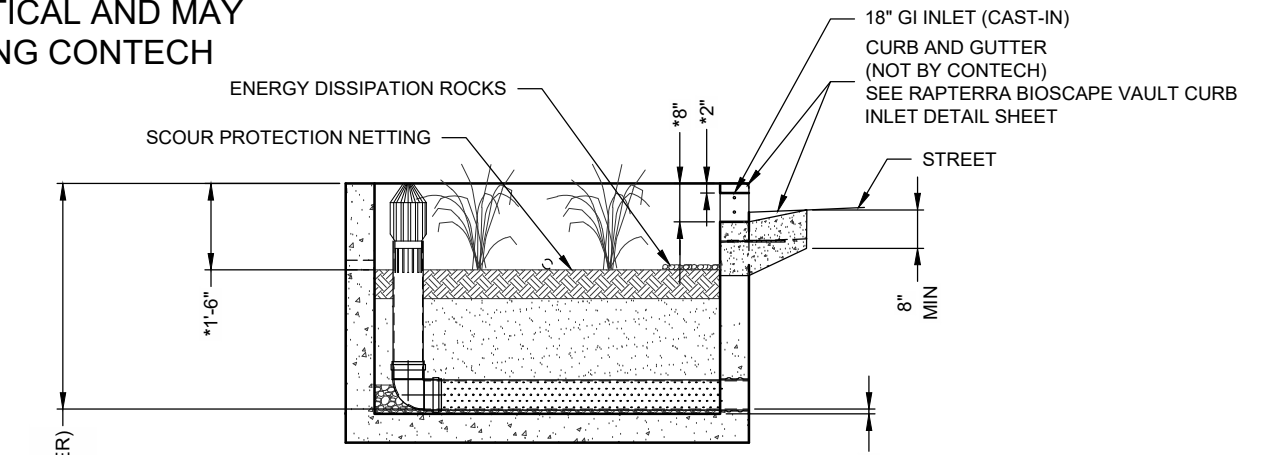 TICAL AND MAY
NG CONTECH
18" GI INLET (CAST-IN)
CURB AND GUTTER
(NOT BY CONTECH)
SEE RAPTERRA BIOSCAPE VAULT CURB
INLET DETAIL SHEET
ENERGY DISSIPATION ROCKS
SCOUR PROTECTION NETTING
*8"
*2"
STREET
*1'-6"
8"
MIN
ER)